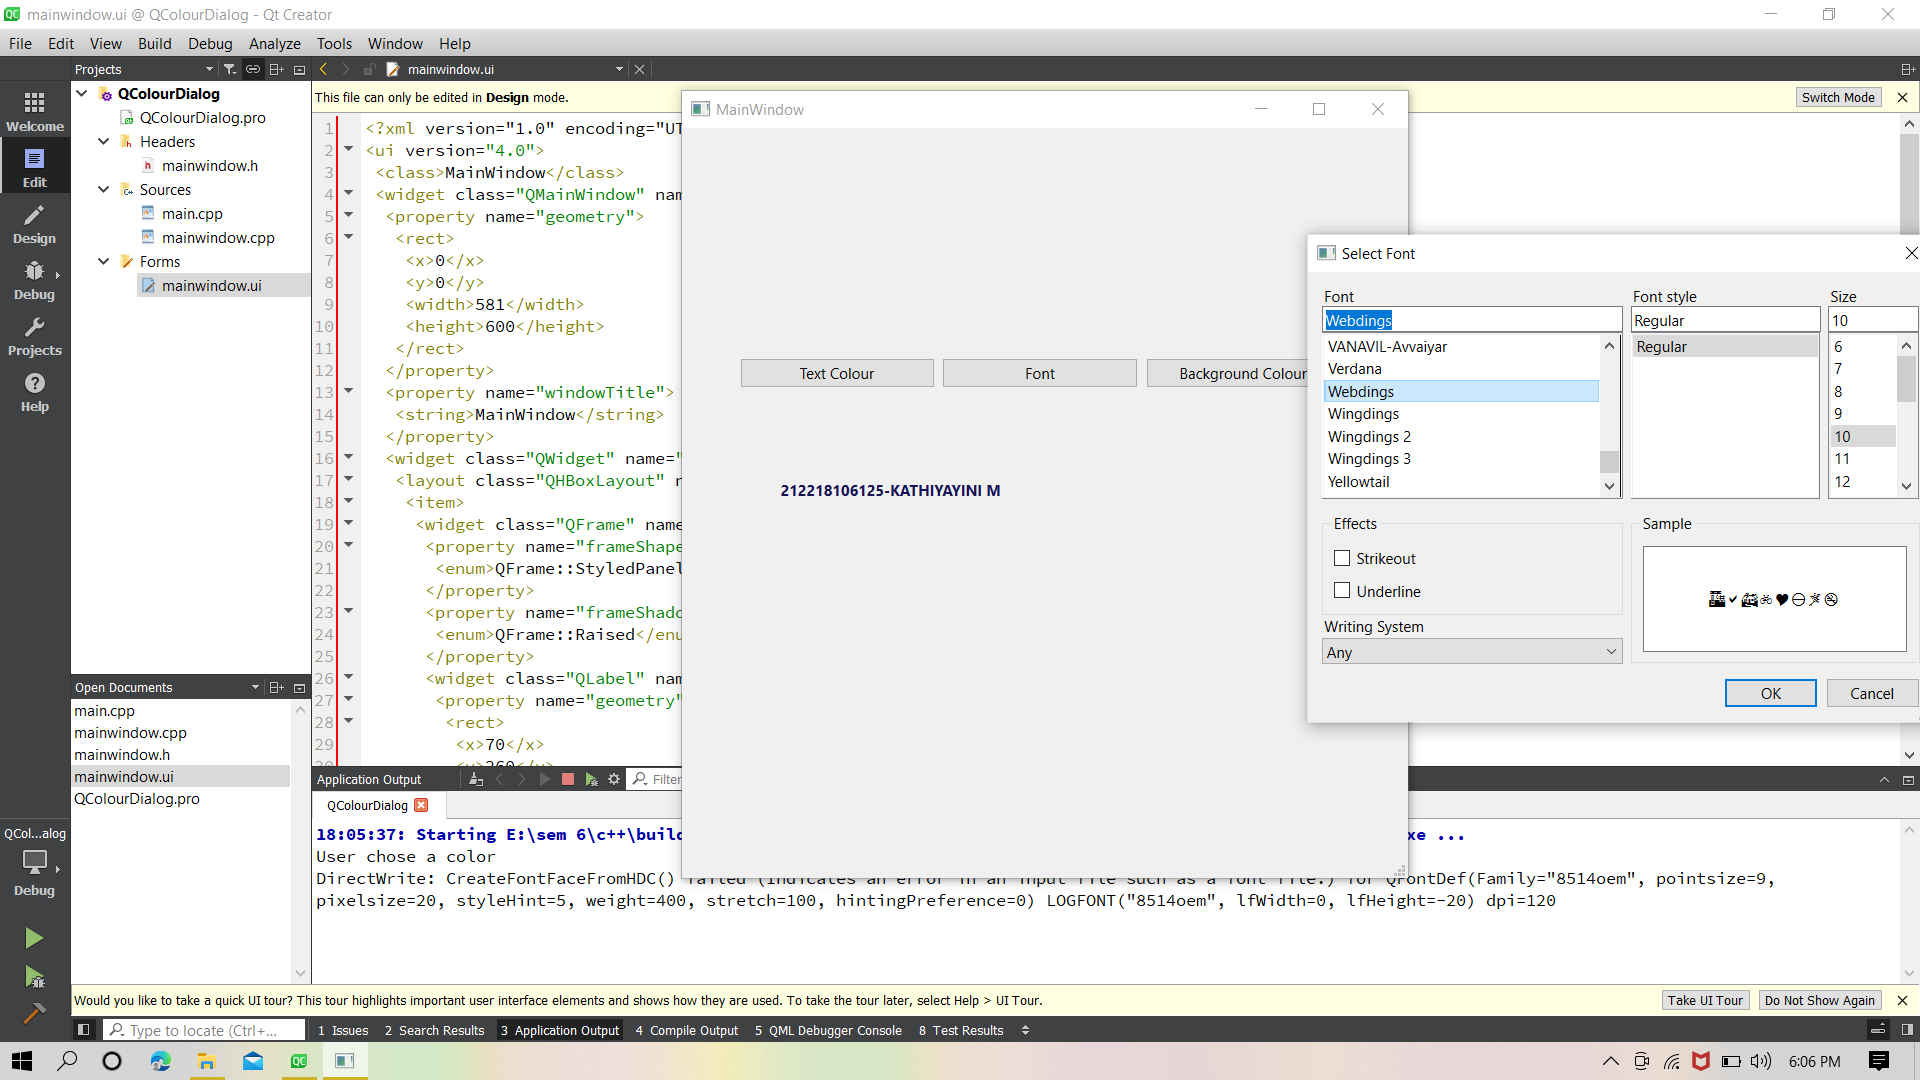 mainwindow.ui @ QColourDialog - Qt Creator
File Edit View Build Debug Analyze Tools Window Help
Projects
mainwindow.ui
Welcome
Edit
Design
Debug
Projects
Help
QColourDialog
QColourDialog.pro
Headers
mainwindow.h
Sources
main.cpp
mainwindow.cpp
Forms
mainwindow.ui
Open Documents
main.cpp
mainwindow.cpp
mainwindow.h
mainwindow.ui
QColourDialog.pro
QCol...alog
Debug
This file can only be edited in Design mode.
Switch Mode
1 <?xml version="1.0" encoding="UT
2 <ui version="4.0">
3 <class>MainWindow</class>
4 <widget class="QMainWindow" nam
5 <property name="geometry">
6 <rect>
7 <x>0</x>
8 <y>0</y>
9 <width>581</width>
10 <height>600</height>
11 </rect>
12 </property>
13 <property name="windowTitle">
14 <string>MainWindow</string>
15 </property>
16 <widget class="QWidget" name="
17 <layout class="QHBoxLayout" n
18 <item>
19 <widget class="QFrame" name
20 <property name="frameShape
21 <enum>QFrame::StyledPanel
22 </property>
23 <property name="frameShado
24 <enum>QFrame::Raised</enu
25 </property>
26 <widget class="QLabel" nam
27 <property name="geometry"
28 <rect>
29 <x>70</x>
MainWindow
Text Colour
Font
Background Colour
212218106125-KATHIYAYINI M
Select Font
Font
Font style
Size
Webdings
Regular
10
VANAVIL-Avvaiyar
Verdana
Webdings
Wingdings
Wingdings 2
Wingdings 3
Yellowtail
Regular
6
7
8
9
10
11
12
Effects
Strikeout
Underline
Sample
Writing System
Any
OK
Cancel
Application Output
Filter
QColourDialog
18:05:37: Starting E:\sem 6\c++\build
xe ...
User chose a color
DirectWrite: CreateFontFaceFromHDC() failed (Indicates an error in an input file such as a font file.) for QFontDef(Family="8514oem", pointsize=9,
pixelsize=20, styleHint=5, weight=400, stretch=100, hintingPreference=0) LOGFONT("8514oem", lfWidth=0, lfHeight=-20) dpi=120
Would you like to take a quick UI tour? This tour highlights important user interface elements and shows how they are used. To take the tour later, select Help > UI Tour.
Take UI Tour
Do Not Show Again
Type to locate (Ctrl+...
1 Issues 2 Search Results 3 Application Output 4 Compile Output 5 QML Debugger Console 8 Test Results
6:06 PM